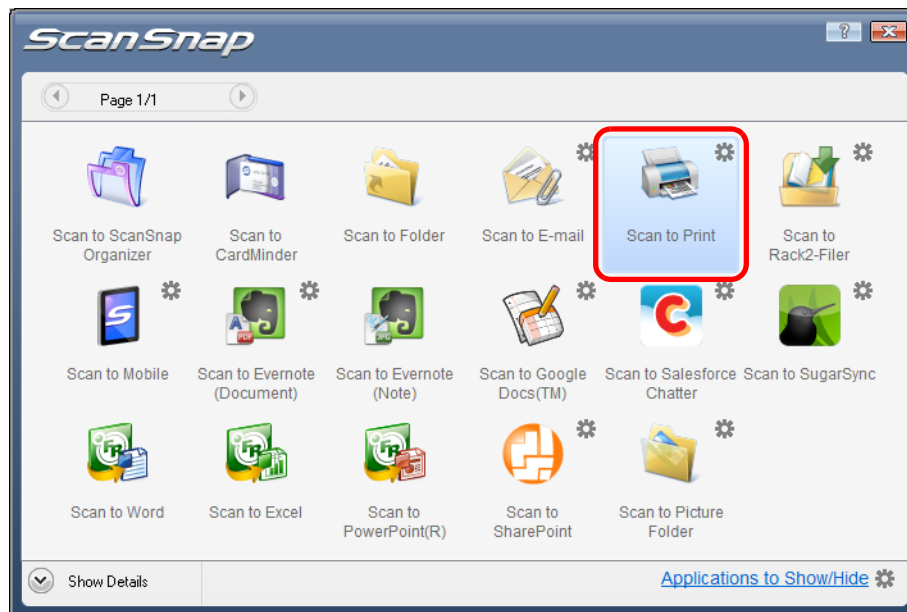 ScanSnap
Page 1/1
Scan to ScanSnap
Organizer
Scan to
CardMinder
Scan to Folder
Scan to E-mail
Scan to Print
Scan to
Rack2-Filer
Scan to Mobile
Scan to Evernote
(Document)
Scan to Evernote
(Note)
Scan to Google
Docs(TM)
Scan to Salesforce
Chatter
Scan to SugarSync
Scan to Word
Scan to Excel
Scan to
PowerPoint(R)
Scan to
SharePoint
Scan to Picture
Folder
Show Details
Applications to Show/Hide